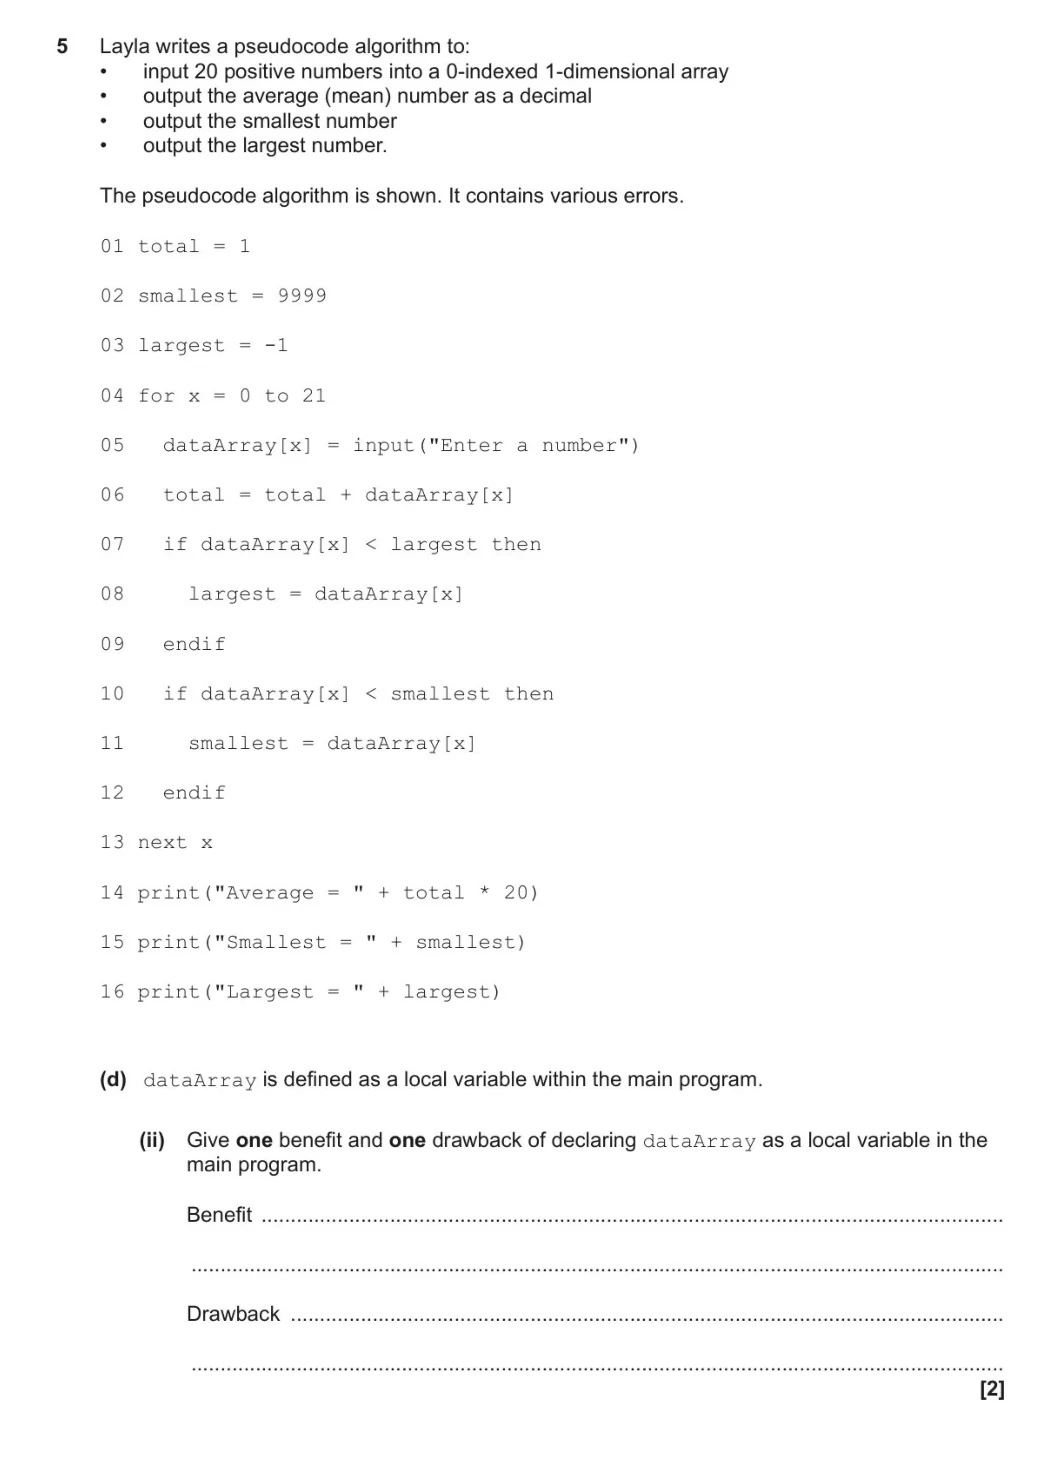 5 Layla writes a pseudocode algorithm to:
• input 20 positive numbers into a 0-indexed 1-dimensional array
• output the average (mean) number as a decimal
• output the smallest number
• output the largest number.
The pseudocode algorithm is shown. It contains various errors.
01 total = 1
02 smallest = 9999
03 largest = -1
04 for x = 0 to 21
05 dataArray[x] = input("Enter a number")
06 total = total + dataArray[x]
07 if dataArray[x] < largest then
08 largest = dataArray[x]
09 endif
10 if dataArray[x] < smallest then
11 smallest = dataArray[x]
12 endif
13 next x
14 print("Average = " + total * 20)
15 print("Smallest = " + smallest)
16 print("Largest = " + largest)
(d) dataArray is defined as a local variable within the main program.
(ii) Give one benefit and one drawback of declaring dataArray as a local variable in the
main program.
Benefit ................................................................
................................................................
Drawback ................................................................
................................................................
[2]